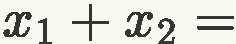 x₁ + x₂ =